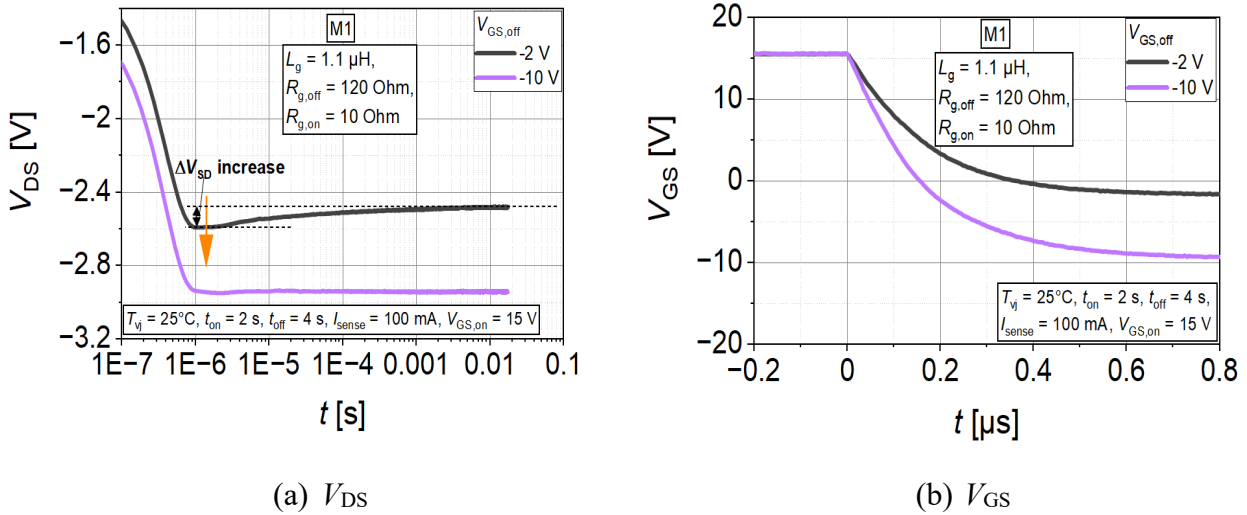 M1
V_GS,off
-2 V
-10 V
L_g = 1.1 µH,
R_g,off = 120 Ohm,
R_g,on = 10 Ohm
ΔV_SD increase
T_vj = 25°C, t_on = 2 s, t_off = 4 s, I_sense = 100 mA, V_GS,on = 15 V
V_DS [V]
−1.6
−2
−2.4
−2.8
−3.2
1E-7 1E-6 1E-5 1E-4 0.001 0.01 0.1
t [s]
(a) V_DS
M1
V_GS,off
-2 V
-10 V
L_g = 1.1 µH,
R_g,off = 120 Ohm,
R_g,on = 10 Ohm
T_vj = 25°C, t_on = 2 s, t_off = 4 s,
I_sense = 100 mA, V_GS,on = 15 V
V_GS [V]
20
10
0
−10
−20
−0.2 0 0.2 0.4 0.6 0.8
t [µs]
(b) V_GS